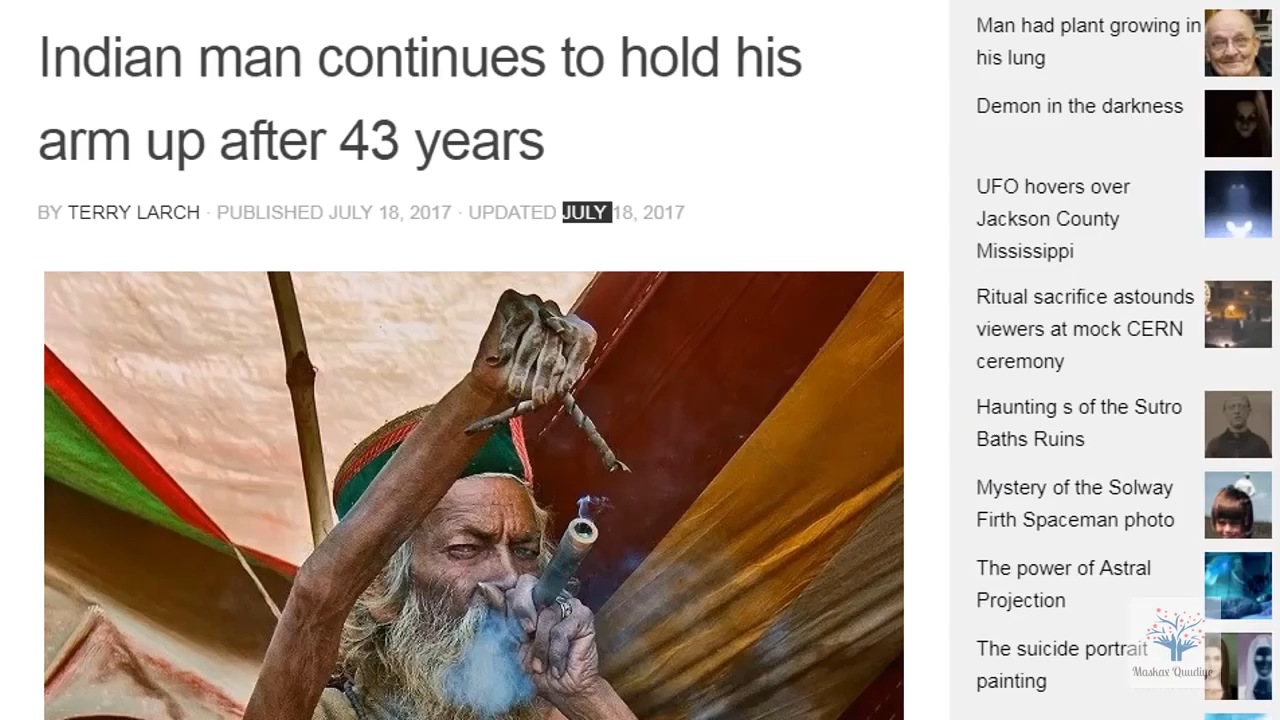 Indian man continues to hold his
arm up after 43 years
BY TERRY LARCH · PUBLISHED JULY 18, 2017 · UPDATED JULY 18, 2017
Man had plant growing in
his lung
Demon in the darkness
UFO hovers over
Jackson County
Mississippi
Ritual sacrifice astounds
viewers at mock CERN
ceremony
Haunting s of the Sutro
Baths Ruins
Mystery of the Solway
Firth Spaceman photo
The power of Astral
Projection
The suicide portrait
painting
Maskax Quudiyo